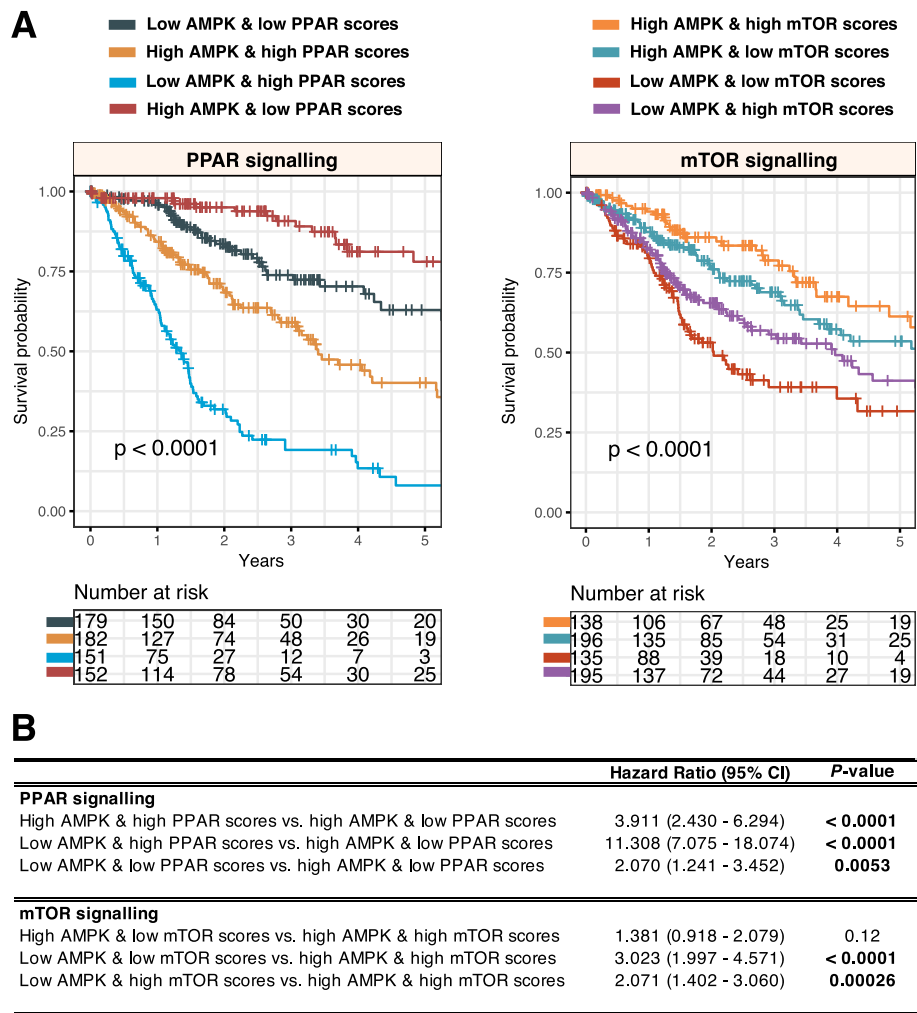 A
Low AMPK & low PPAR scores
High AMPK & high PPAR scores
Low AMPK & high PPAR scores
High AMPK & low PPAR scores
High AMPK & high mTOR scores
High AMPK & low mTOR scores
Low AMPK & low mTOR scores
Low AMPK & high mTOR scores
PPAR signalling
Survival probability
1.00
0.75
0.50
0.25
0.00
p < 0.0001
0 1 2 3 4 5
Years
Number at risk
179 150 84 50 30 20
182 127 74 48 26 19
151 75 27 12 7 3
152 114 78 54 30 25
mTOR signalling
Survival probability
1.00
0.75
0.50
0.25
0.00
p < 0.0001
0 1 2 3 4 5
Years
Number at risk
138 106 67 48 25 19
196 135 85 54 31 25
135 88 39 18 10 4
195 137 72 44 27 19
B
Hazard Ratio (95% CI) P-value
PPAR signalling
High AMPK & high PPAR scores vs. high AMPK & low PPAR scores 3.911 (2.430 - 6.294) < 0.0001
Low AMPK & high PPAR scores vs. high AMPK & low PPAR scores 11.308 (7.075 - 18.074) < 0.0001
Low AMPK & low PPAR scores vs. high AMPK & low PPAR scores 2.070 (1.241 - 3.452) 0.0053
mTOR signalling
High AMPK & low mTOR scores vs. high AMPK & high mTOR scores 1.381 (0.918 - 2.079) 0.12
Low AMPK & low mTOR scores vs. high AMPK & high mTOR scores 3.023 (1.997 - 4.571) < 0.0001
Low AMPK & high mTOR scores vs. high AMPK & high mTOR scores 2.071 (1.402 - 3.060) 0.00026